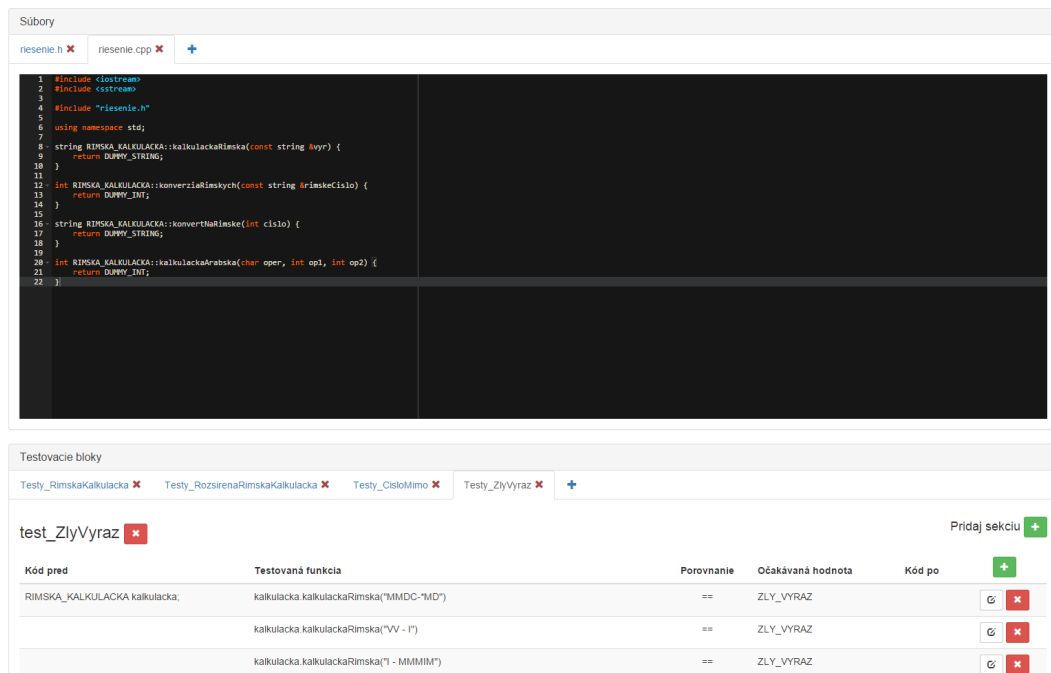 Súbory
riesenie.h ✖ riesenie.cpp ✖ +
1 #include <iostream>
2 #include <sstream>
3
4 #include "riesenie.h"
5
6 using namespace std;
7
8 string RIMSKA_KALKULACKA::kalkulackaRimska(const string &vyr) {
9 return DUMMY_STRING;
10 }
11
12 int RIMSKA_KALKULACKA::konverziaRimskych(const string &rimskeCislo) {
13 return DUMMY_INT;
14 }
15
16 string RIMSKA_KALKULACKA::konvertNaRimske(int cislo) {
17 return DUMMY_STRING;
18 }
19
20 int RIMSKA_KALKULACKA::kalkulackaArabska(char oper, int op1, int op2) {
21 return DUMMY_INT;
22 }
Testovacie bloky
Testy_RimskaKalkulacka ✖ Testy_RozsirenaRimskaKalkulacka ✖ Testy_CisloMimo ✖ Testy_ZlyVyraz ✖ +
test_ZlyVyraz ✖ Pridaj sekciu +
Kód pred Testovaná funkcia Porovnanie Očakávaná hodnota Kód po +
RIMSKA_KALKULACKA kalkulacka; kalkulacka.kalkulackaRimska("MMDC-*MD") == ZLY_VYRAZ
kalkulacka.kalkulackaRimska("VV - I") == ZLY_VYRAZ
kalkulacka.kalkulackaRimska("I - MMMIM") == ZLY_VYRAZ